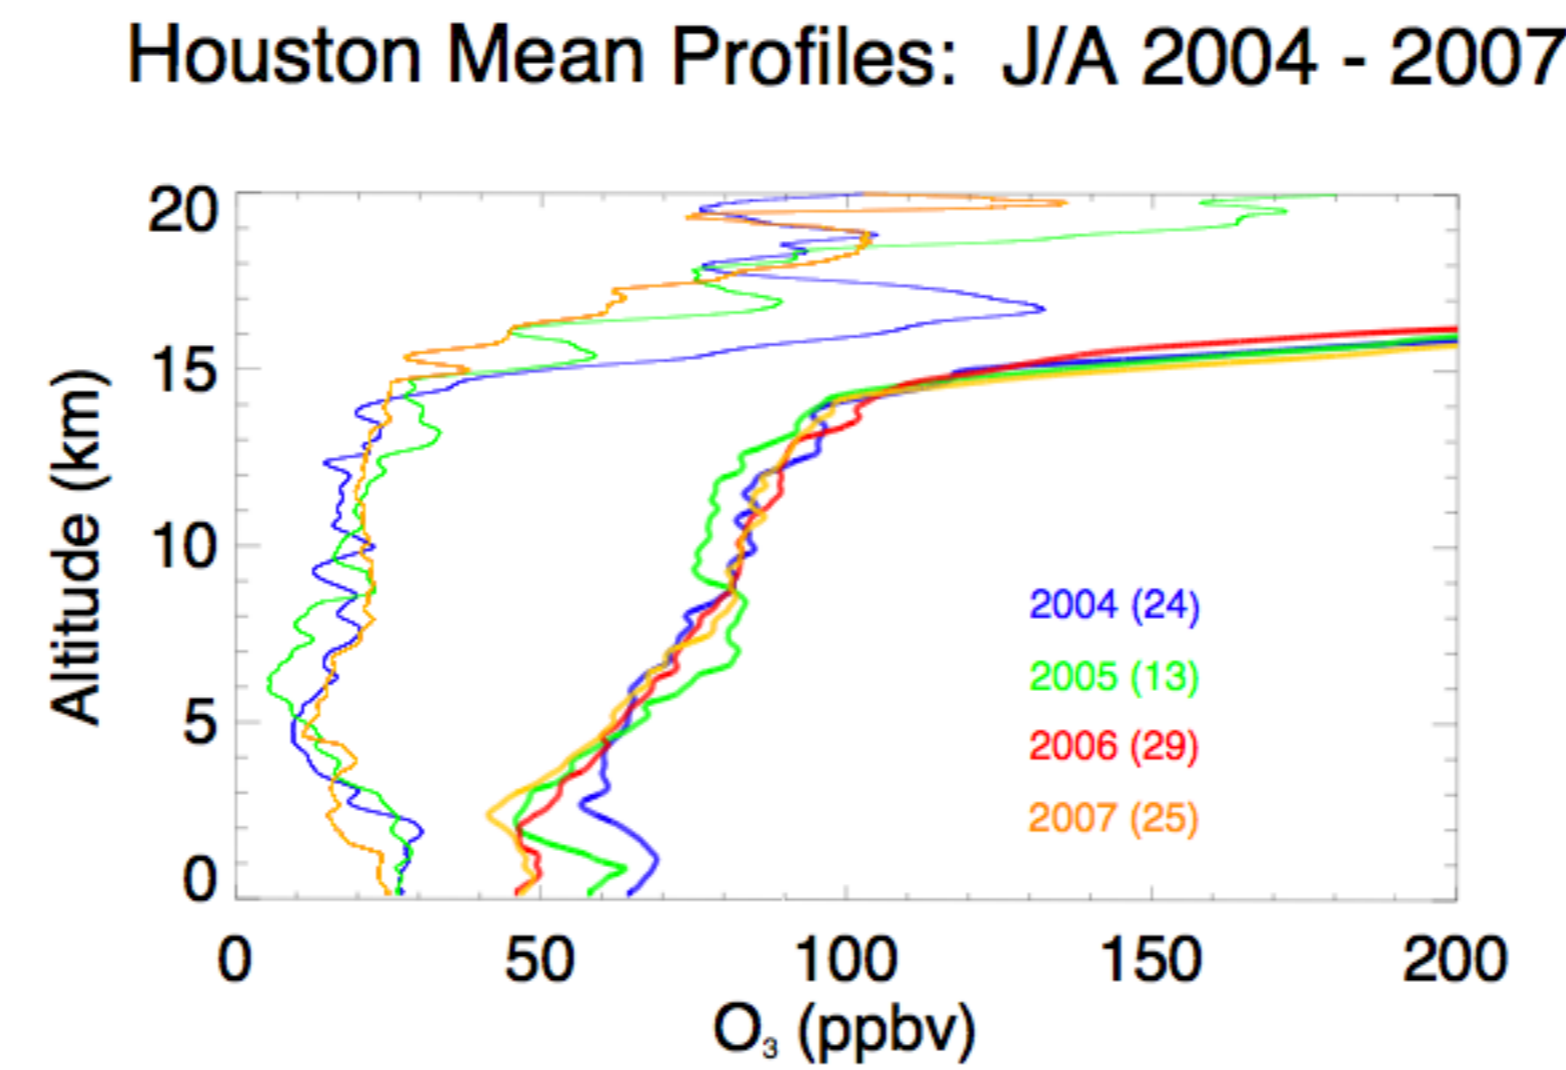 Houston Mean Profiles: J/A 2004 - 2007
20
15
10
5
0
Altitude (km)
2004 (24)
2005 (13)
2006 (29)
2007 (25)
0 50 100 150 200
O₃ (ppbv)